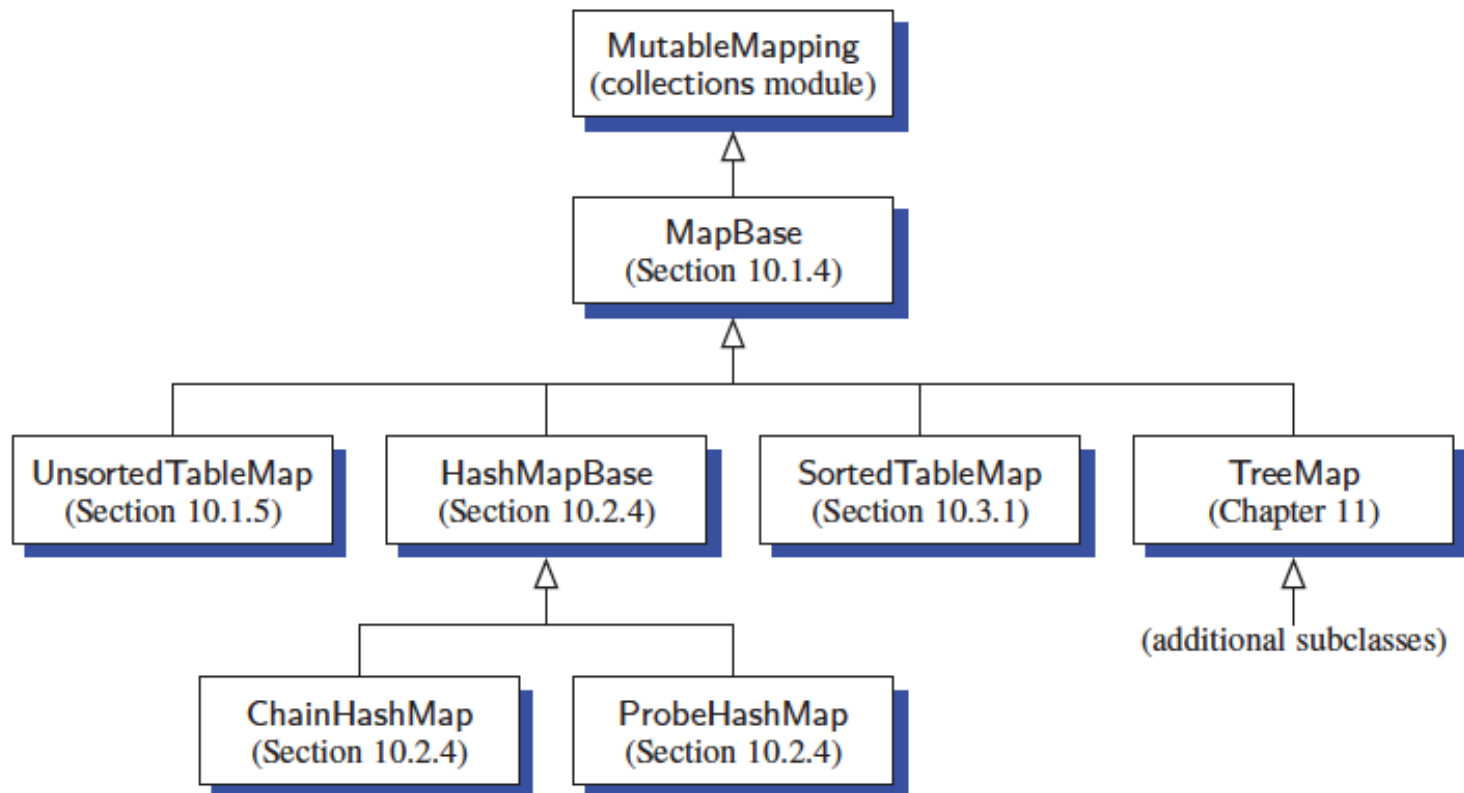 MutableMapping
(collections module)
MapBase
(Section 10.1.4)
UnsortedTableMap
(Section 10.1.5)
HashMapBase
(Section 10.2.4)
SortedTableMap
(Section 10.3.1)
TreeMap
(Chapter 11)
(additional subclasses)
ChainHashMap
(Section 10.2.4)
ProbeHashMap
(Section 10.2.4)